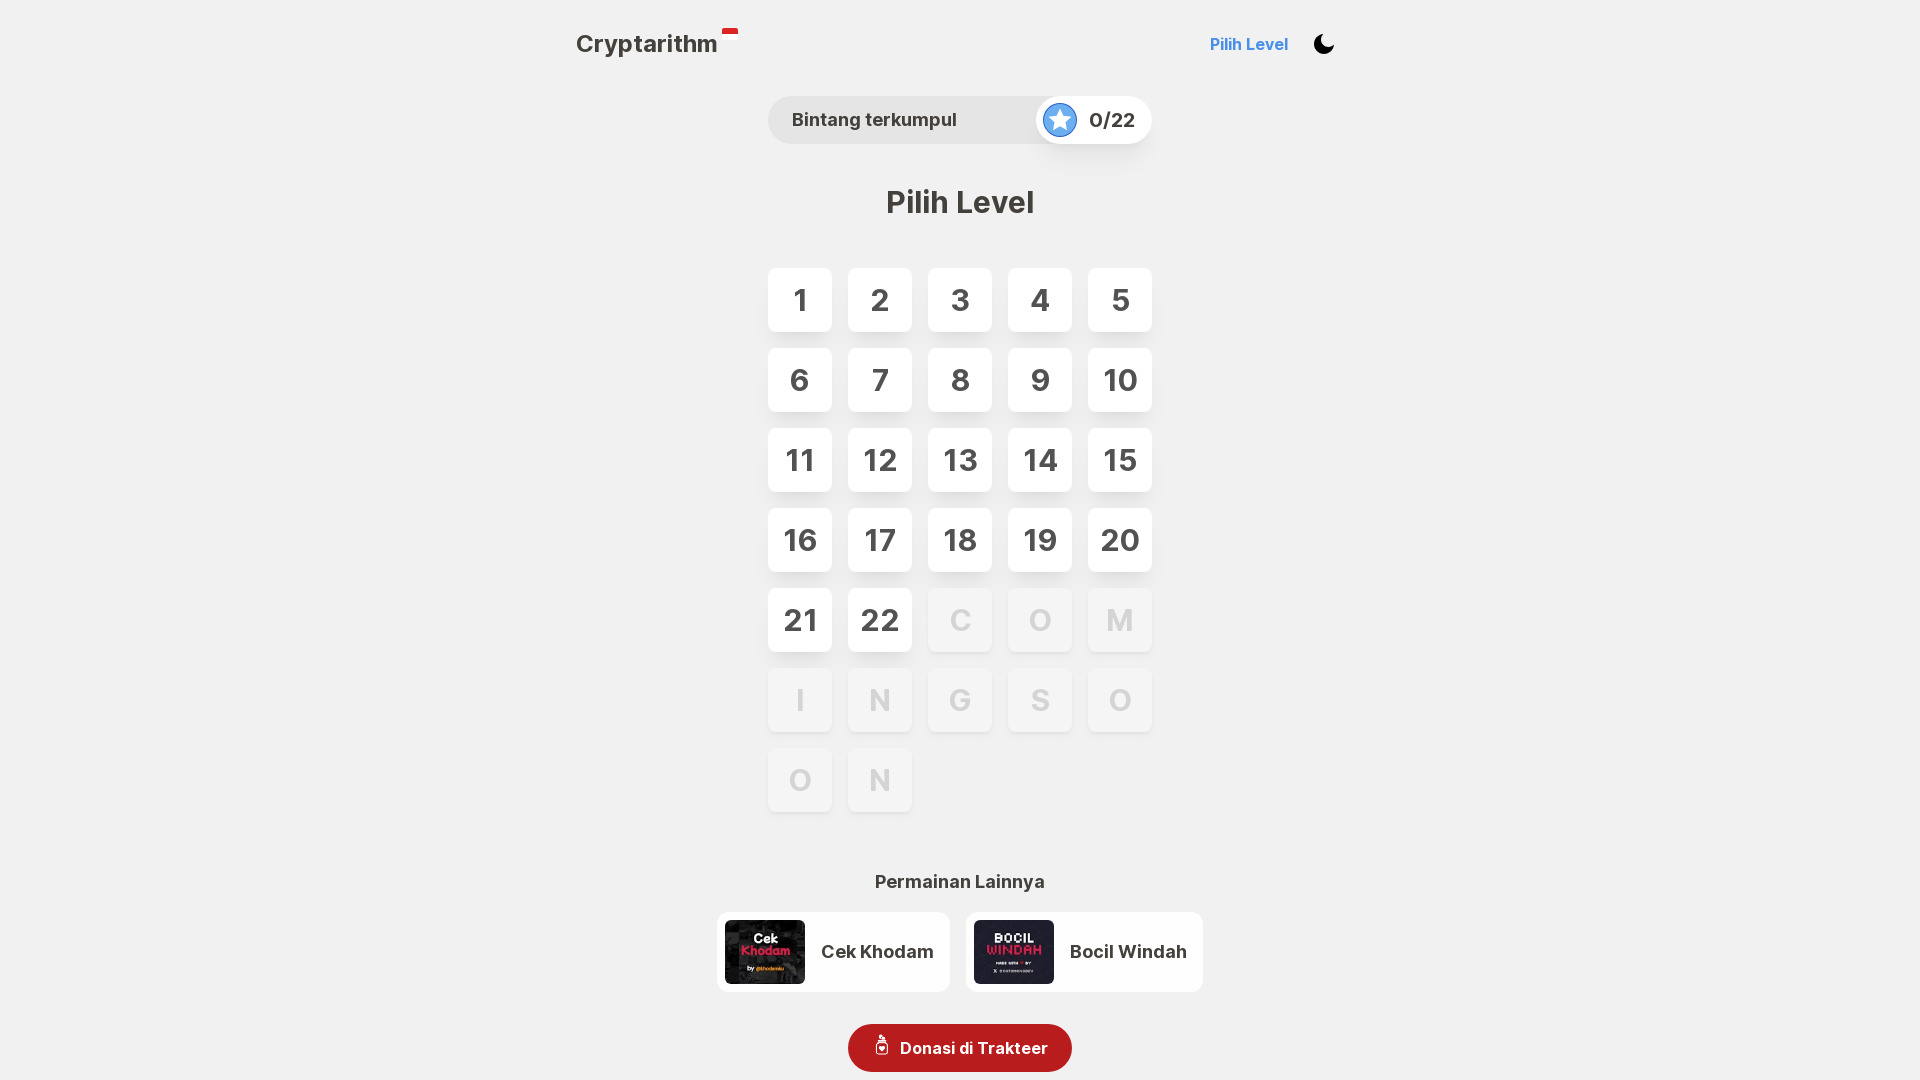 Cryptarithm
Pilih Level
Bintang terkumpul
0/22
Pilih Level
1 2 3 4 5
6 7 8 9 10
11 12 13 14 15
16 17 18 19 20
21 22 C O M
I N G S O
O N
Permainan Lainnya
Cek
Khodam
by @khodamku
Cek Khodam
BOCIL
WINDAH
Bocil Windah
Donasi di Trakteer